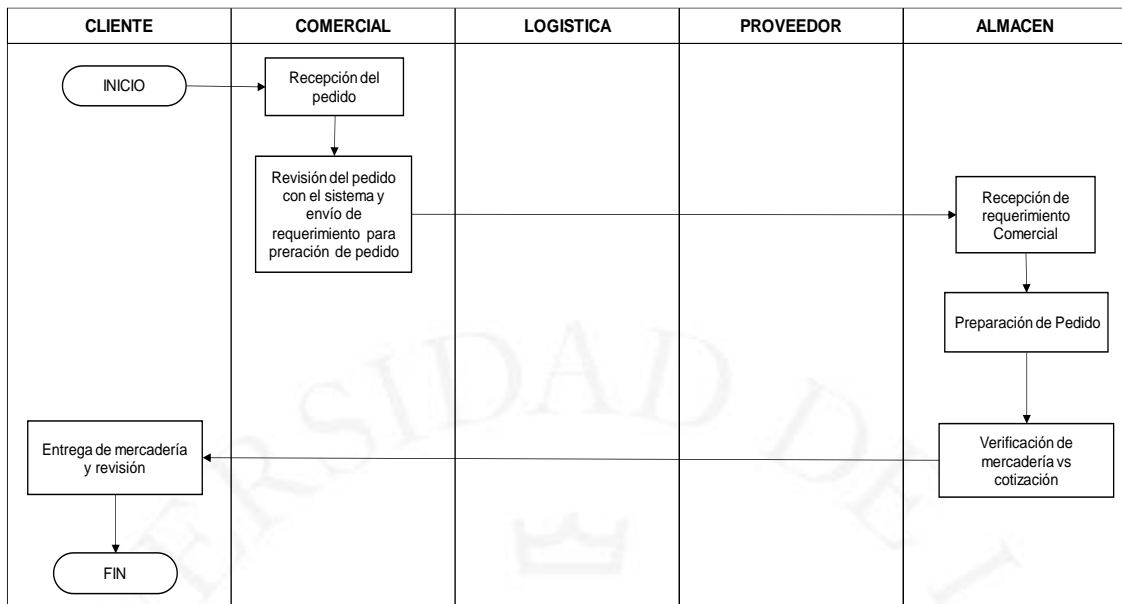 CLIENTE
COMERCIAL
LOGISTICA
PROVEEDOR
ALMACEN
INICIO
Recepción del
pedido
Revisión del pedido
con el sistema y
envío de
requerimiento para
preración de pedido
Recepción de
requerimiento
Comercial
Preparación de Pedido
Verificación de
mercadería vs
cotización
Entrega de mercadería
y revisión
FIN
ERSIDAD DE I